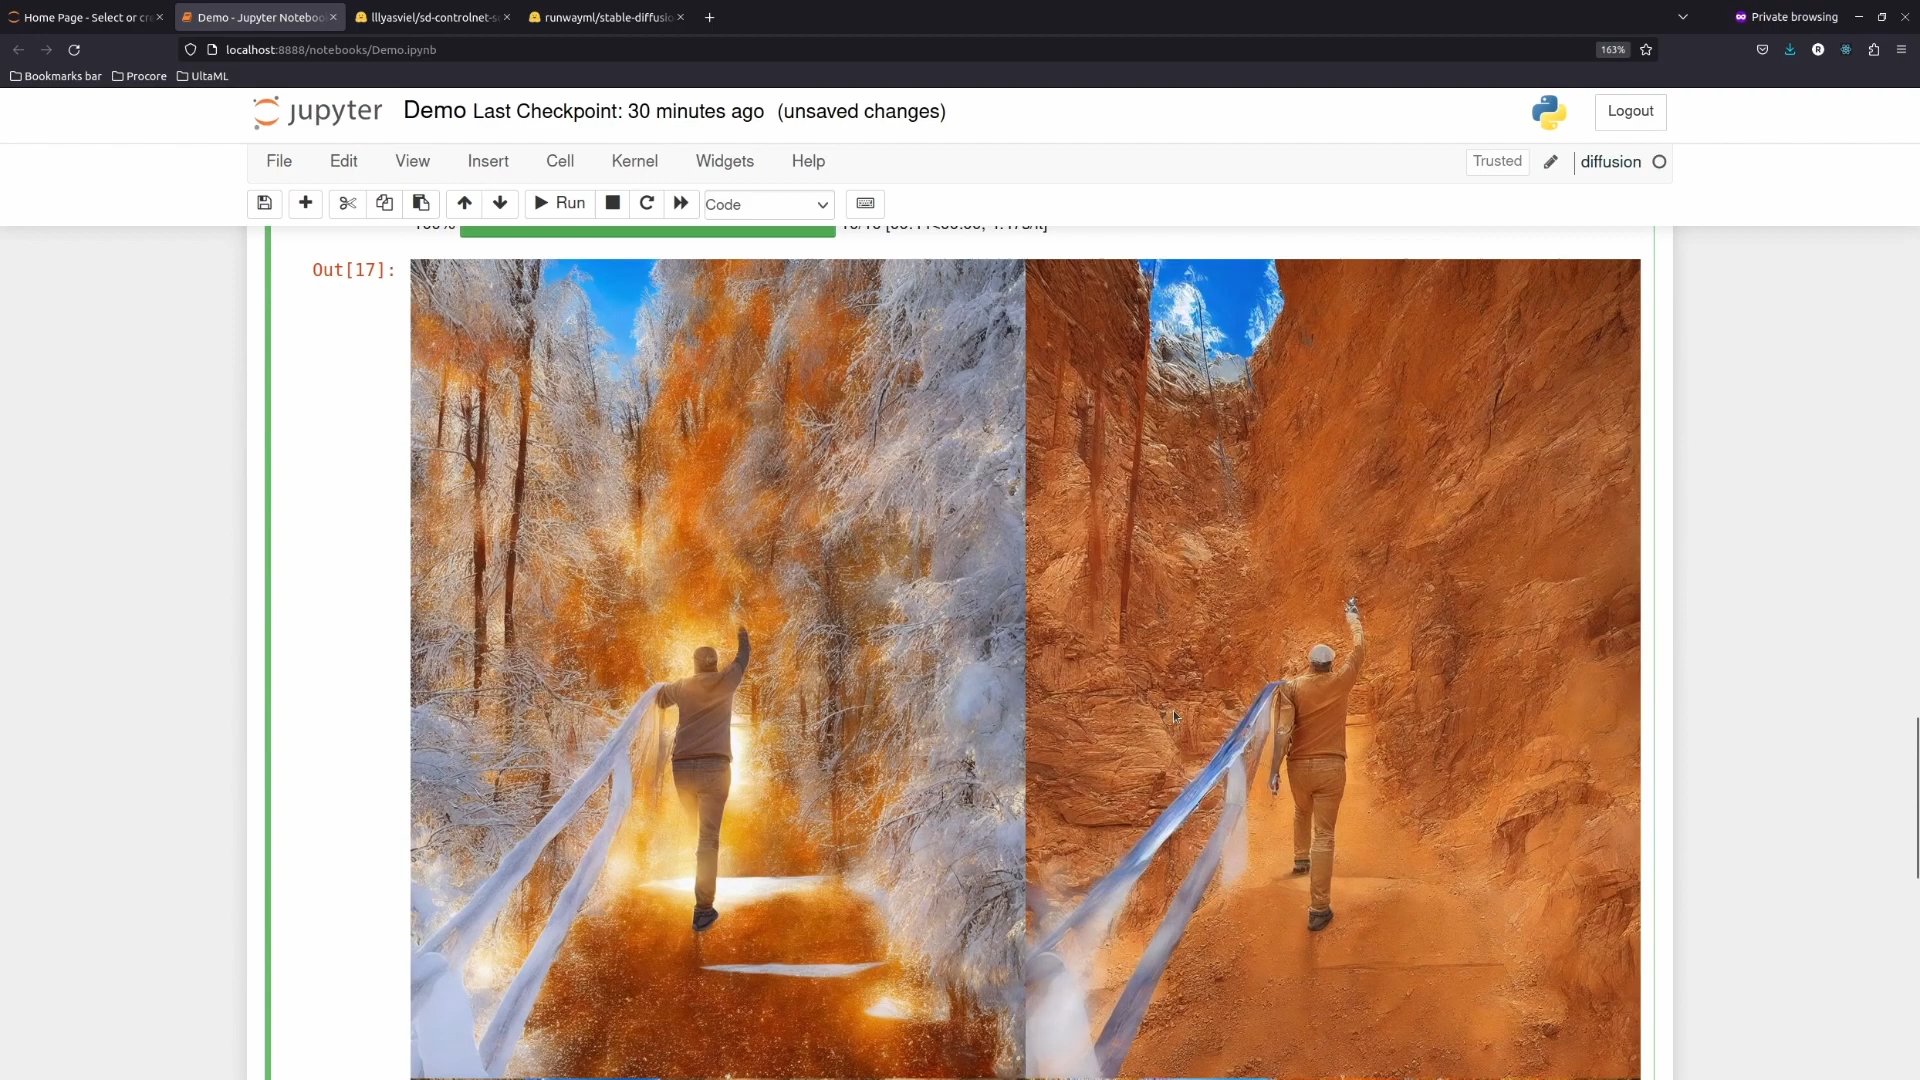 Home Page - Select or cre
Demo - Jupyter Noteboo
lllyasviel/sd-controlnet-s
runwayml/stable-diffusio
Private browsing
localhost:8888/notebooks/Demo.ipynb
163%
Bookmarks bar
Procore
UltaML
jupyter
Demo Last Checkpoint: 30 minutes ago (unsaved changes)
Logout
File
Edit
View
Insert
Cell
Kernel
Widgets
Help
Trusted
diffusion
Run
Code
Out[17]: